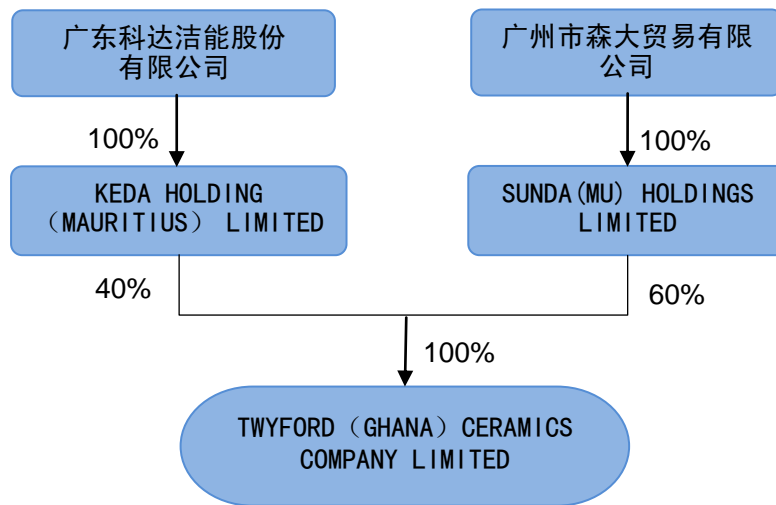 广东科达洁能股份
有限公司
广州市森大贸易有限
公司
100%
100%
KEDA HOLDING
（MAURITIUS） LIMITED
SUNDA(MU) HOLDINGS
LIMITED
40%
60%
100%
TWYFORD（GHANA）CERAMICS
COMPANY LIMITED